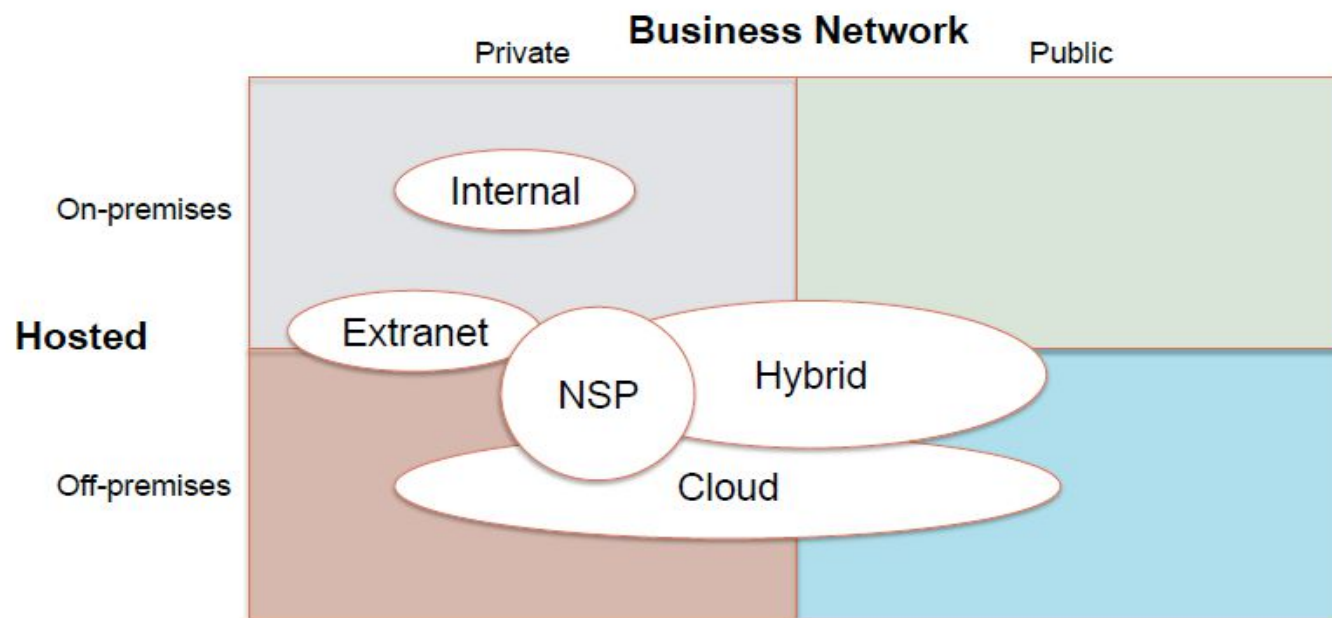 Business Network
Private
Public
On-premises
Internal
Hosted
Extranet
NSP
Hybrid
Off-premises
Cloud